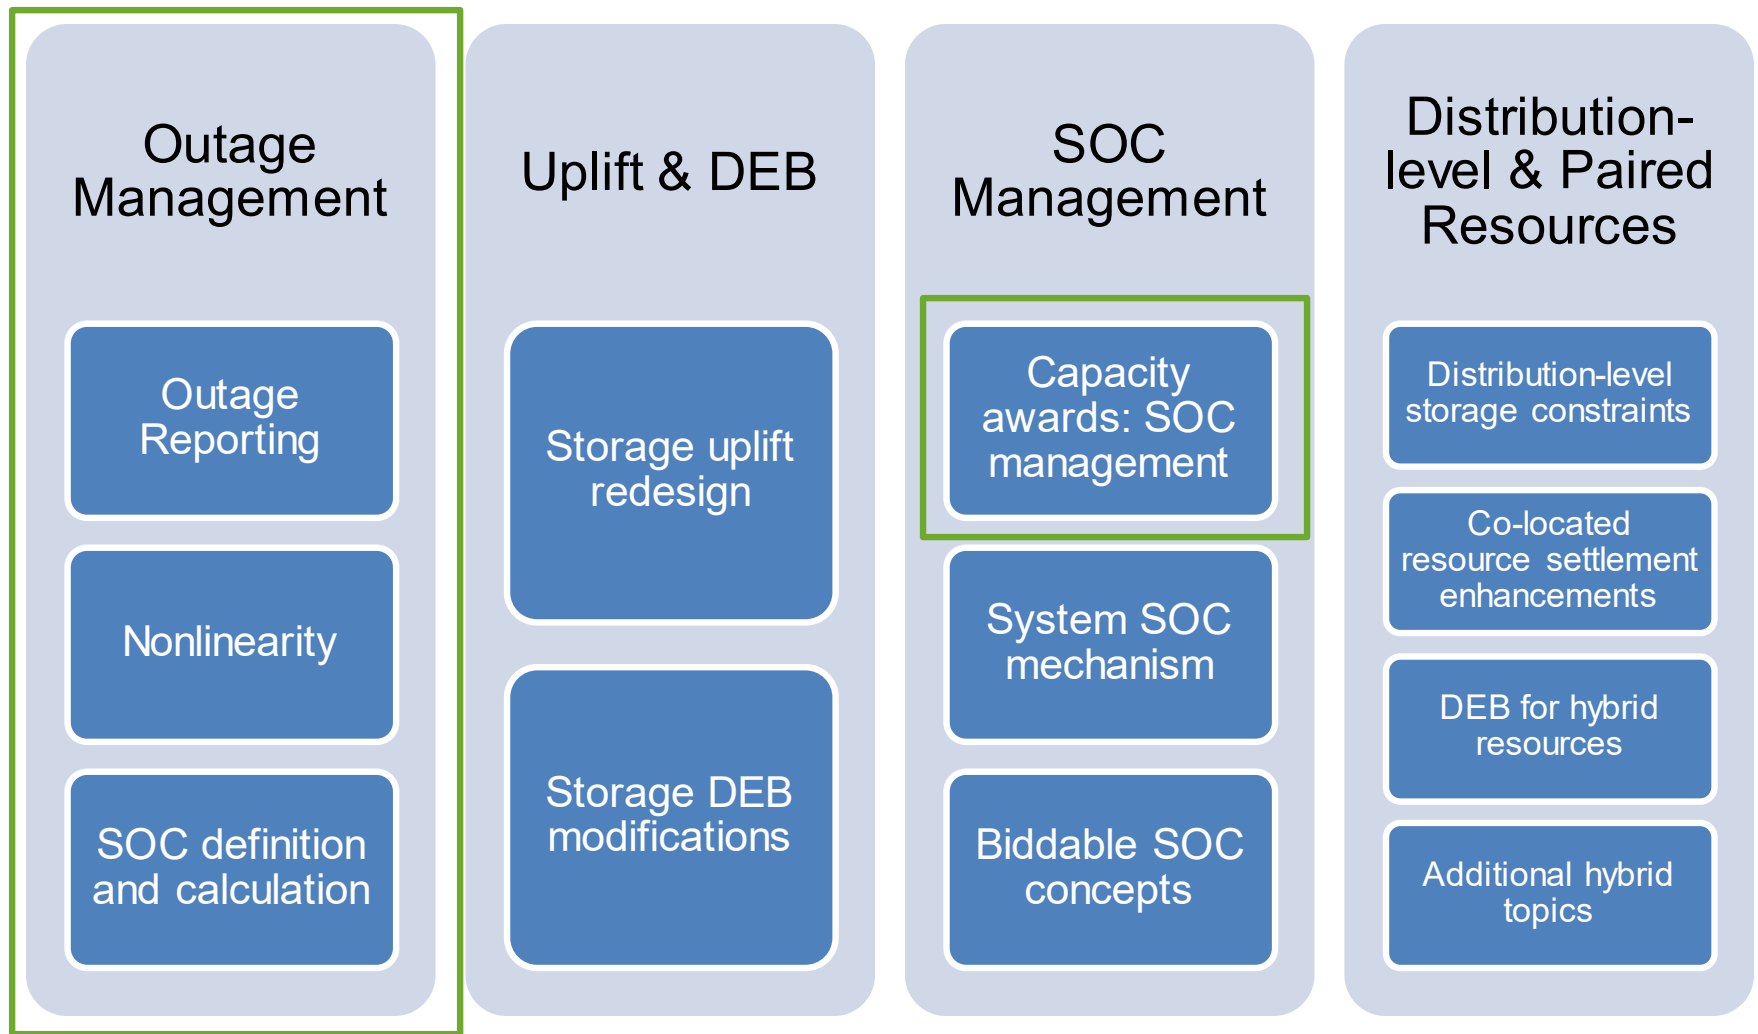 Outage
Management
Outage
Reporting
Nonlinearity
SOC definition
and calculation
Uplift & DEB
Storage uplift
redesign
Storage DEB
modifications
SOC
Management
Capacity
awards: SOC
management
System SOC
mechanism
Biddable SOC
concepts
Distribution-
level & Paired
Resources
Distribution-level
storage constraints
Co-located
resource settlement
enhancements
DEB for hybrid
resources
Additional hybrid
topics